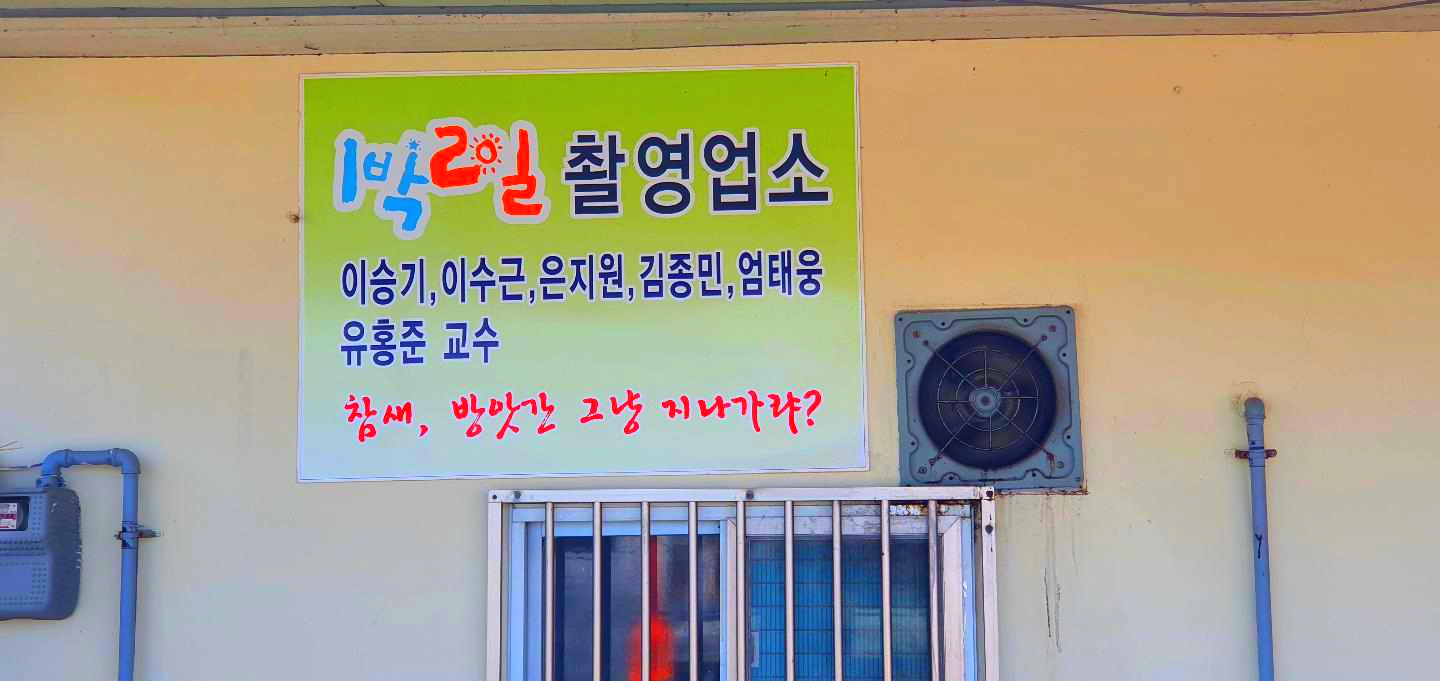 1박2일 촬영업소
이승기,이수근,은지원,김종민,엄태웅
유홍준 교수
참새, 방앗간 그냥 지나가랴?